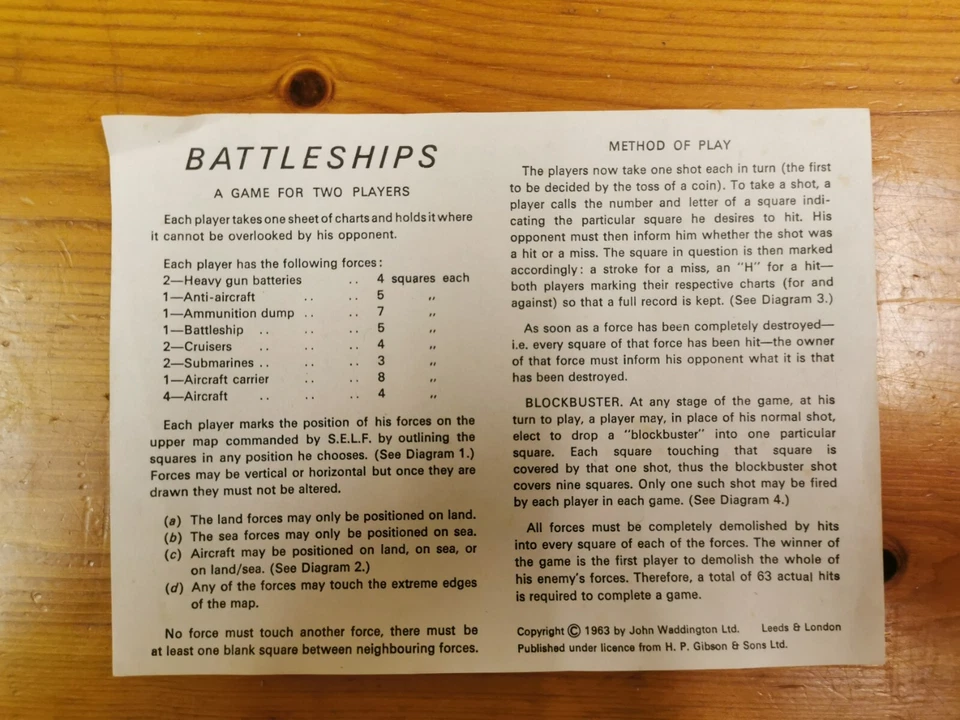 BATTLESHIPS
A GAME FOR TWO PLAYERS
Each player takes one sheet of charts and holds it where
it cannot be overlooked by his opponent.
Each player has the following forces:
2—Heavy gun batteries .. 4 squares each
1—Anti-aircraft .. .. 5 ,,
1—Ammunition dump .. .. 7 ,,
1—Battleship .. .. .. 5 ,,
2—Cruisers .. .. .. 4 ,,
2—Submarines .. .. .. 3 ,,
1—Aircraft carrier .. .. 8 ,,
4—Aircraft .. .. .. 4 ,,
Each player marks the position of his forces on the
upper map commanded by S.E.L.F. by outlining the
squares in any position he chooses. (See Diagram 1.)
Forces may be vertical or horizontal but once they are
drawn they must not be altered.
(a) The land forces may only be positioned on land.
(b) The sea forces may only be positioned on sea.
(c) Aircraft may be positioned on land, on sea, or
on land/sea. (See Diagram 2.)
(d) Any of the forces may touch the extreme edges
of the map.
No force must touch another force, there must be
at least one blank square between neighbouring forces.
METHOD OF PLAY
The players now take one shot each in turn (the first
to be decided by the toss of a coin). To take a shot, a
player calls the number and letter of a square indi-
cating the particular square he desires to hit. His
opponent must then inform him whether the shot was
a hit or a miss. The square in question is then marked
accordingly: a stroke for a miss, an "H" for a hit—
both players marking their respective charts (for and
against) so that a full record is kept. (See Diagram 3.)
As soon as a force has been completely destroyed—
i.e. every square of that force has been hit—the owner
of that force must inform his opponent what it is that
has been destroyed.
BLOCKBUSTER. At any stage of the game, at his
turn to play, a player may, in place of his normal shot,
elect to drop a "blockbuster" into one particular
square. Each square touching that square is
covered by that one shot, thus the blockbuster shot
covers nine squares. Only one such shot may be fired
by each player in each game. (See Diagram 4.)
All forces must be completely demolished by hits
into every square of each of the forces. The winner of
the game is the first player to demolish the whole of
his enemy's forces. Therefore, a total of 63 actual hits
is required to complete a game.
Copyright © 1963 by John Waddington Ltd. Leeds & London
Published under licence from H. P. Gibson & Sons Ltd.